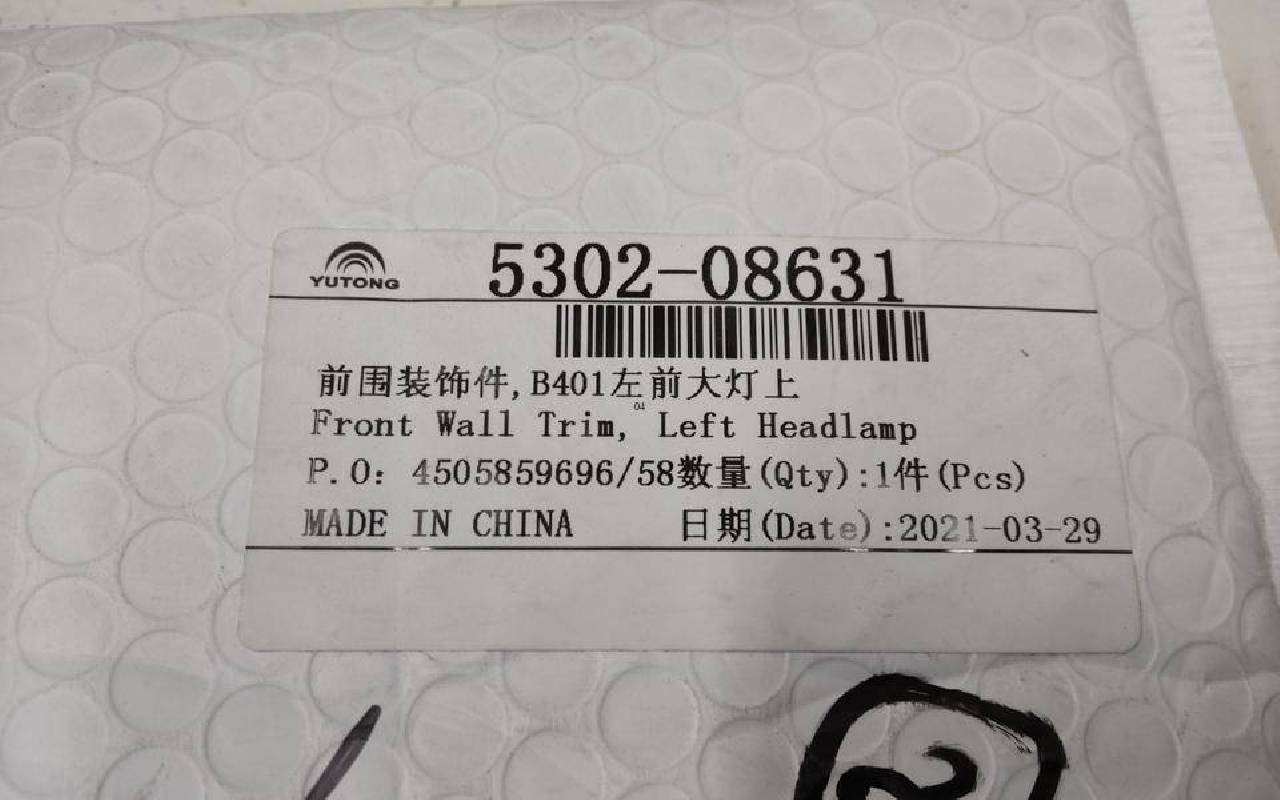 YUTONG 5302-08631
前围装饰件,B401左前大灯上
Front Wall Trim, Left Headlamp
P.O: 4505859696/58数量(Qty):1件(Pcs)
MADE IN CHINA 日期(Date):2021-03-29